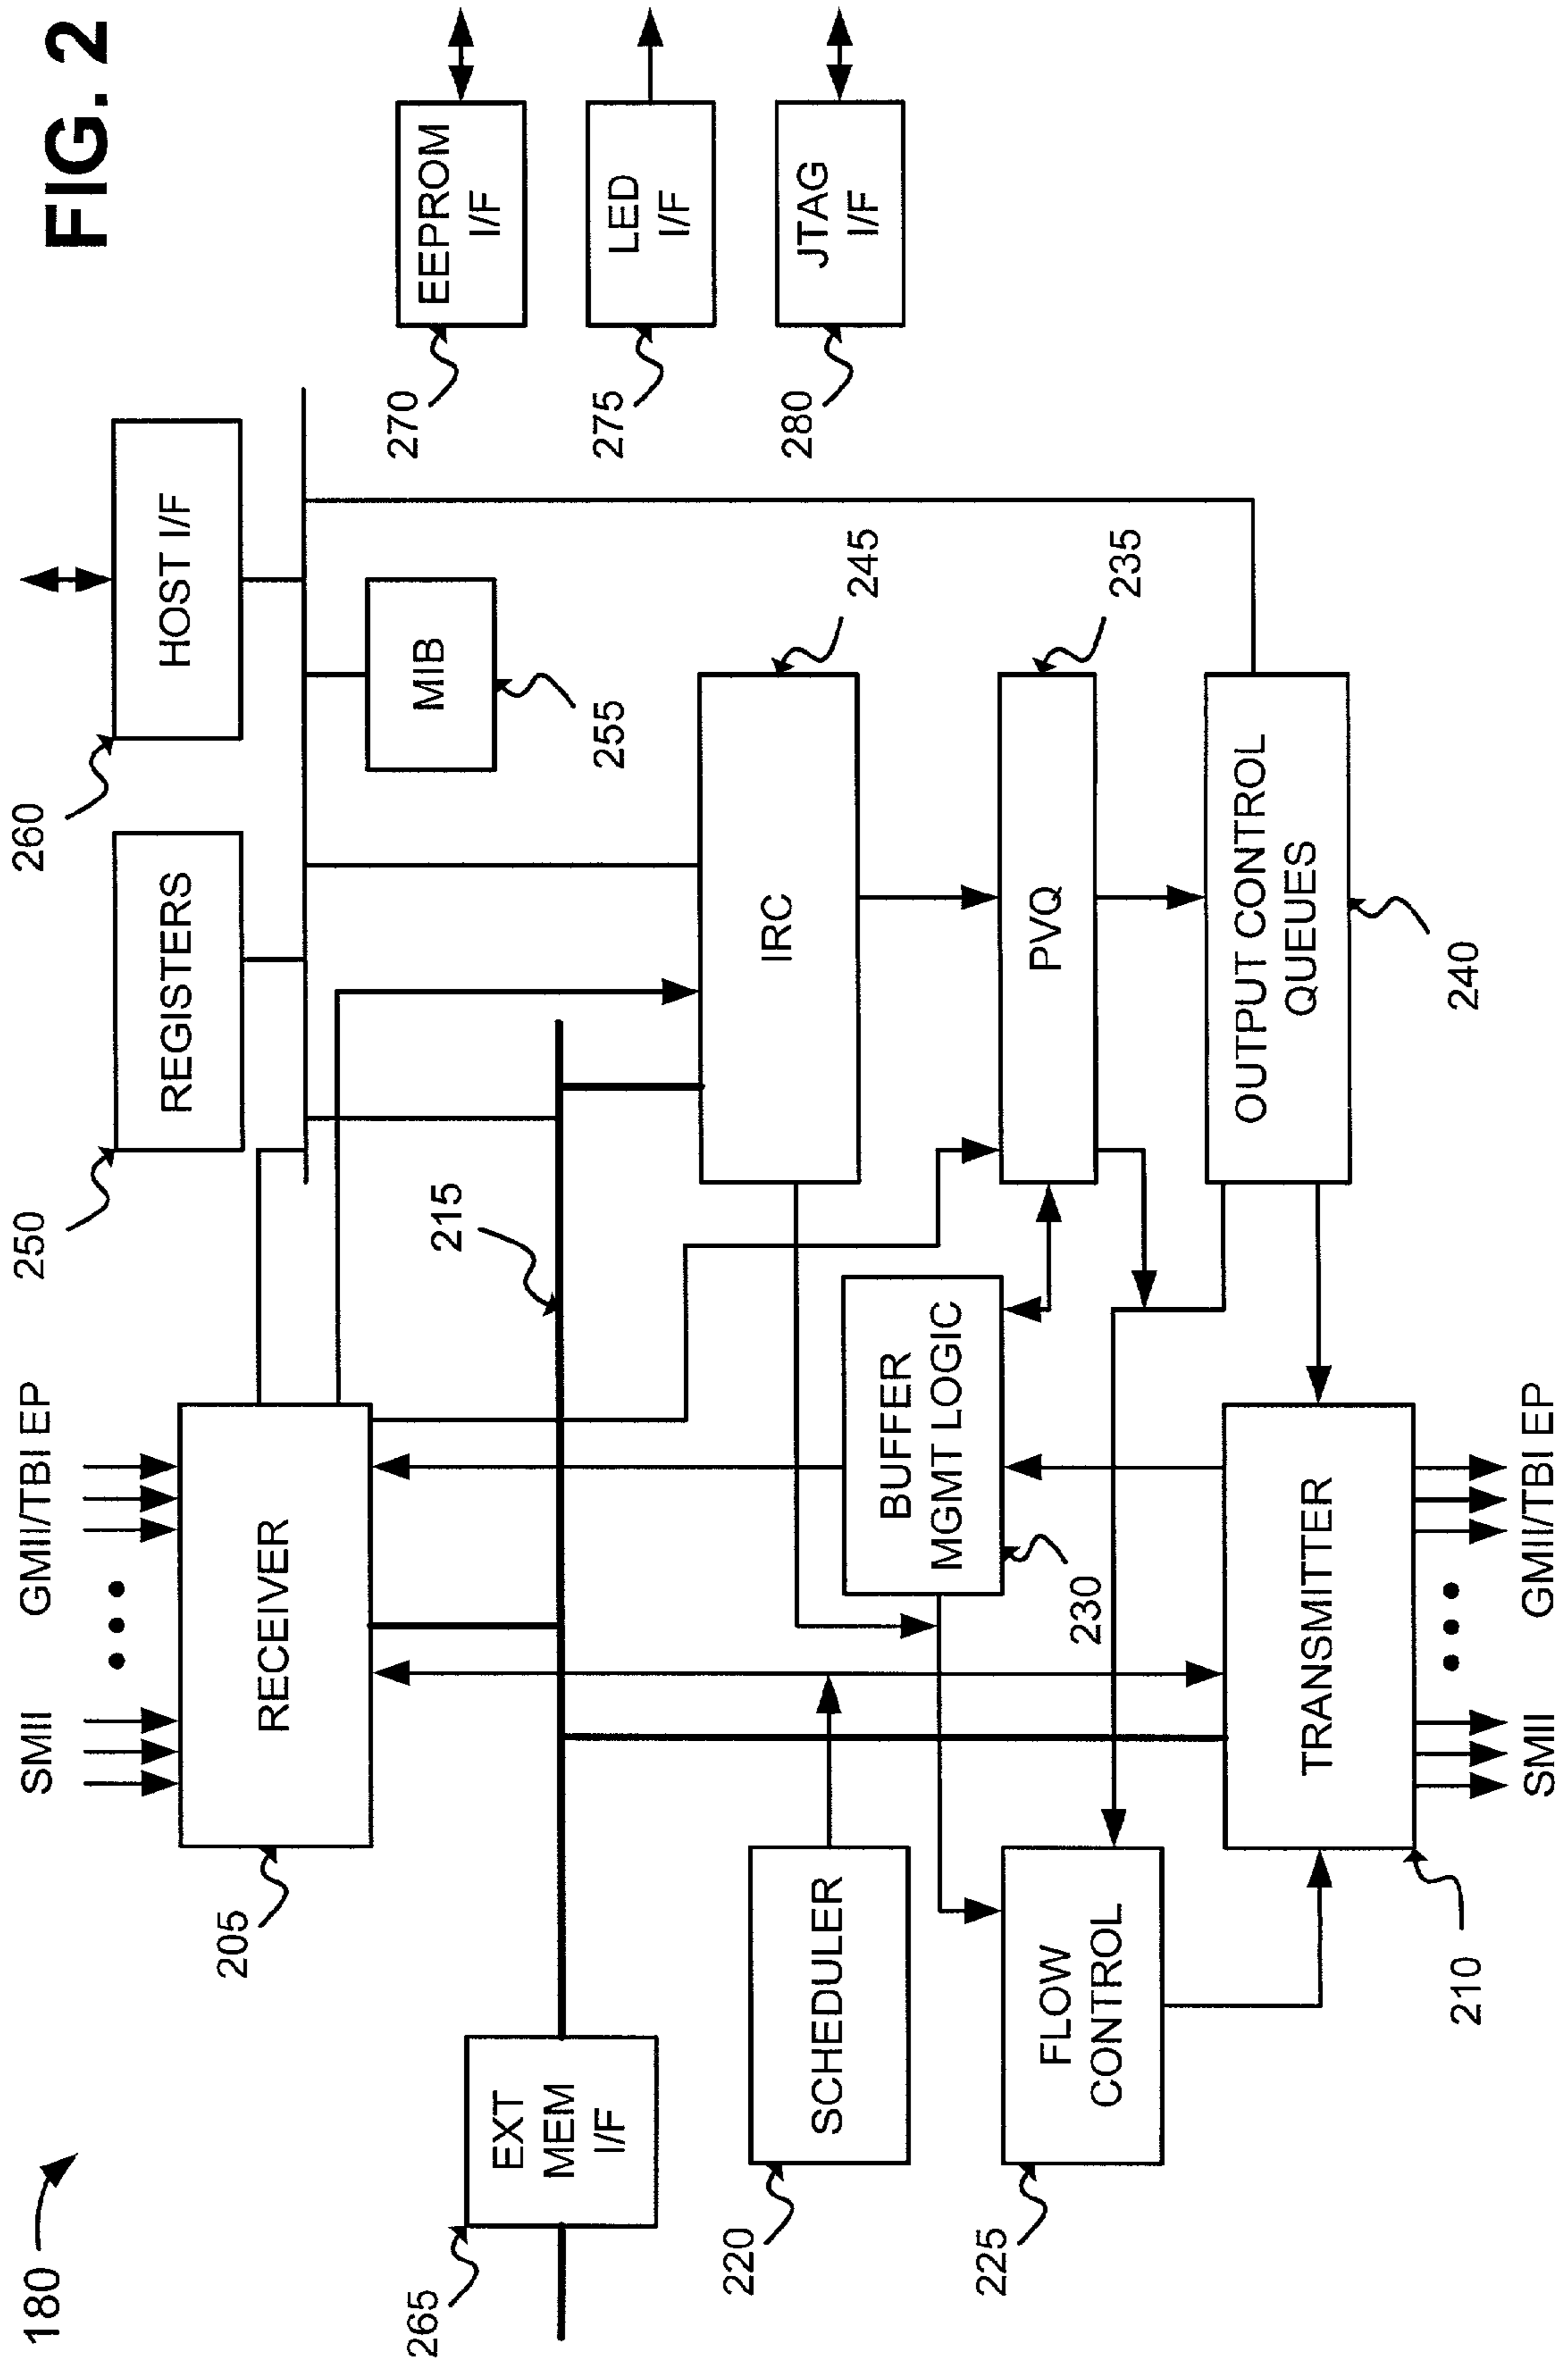 FIG. 2
180
SMII
GMII/TBI EP
205
RECEIVER
250
REGISTERS
260
HOST I/F
265
EXT
MEM
I/F
215
MIB
255
270
EEPROM
I/F
275
LED
I/F
280
JTAG
I/F
220
SCHEDULER
BUFFER
MGMT LOGIC
230
IRC
245
225
FLOW
CONTROL
PVQ
235
210
TRANSMITTER
OUTPUT CONTROL
QUEUES
240
SMII
GMII/TBI EP